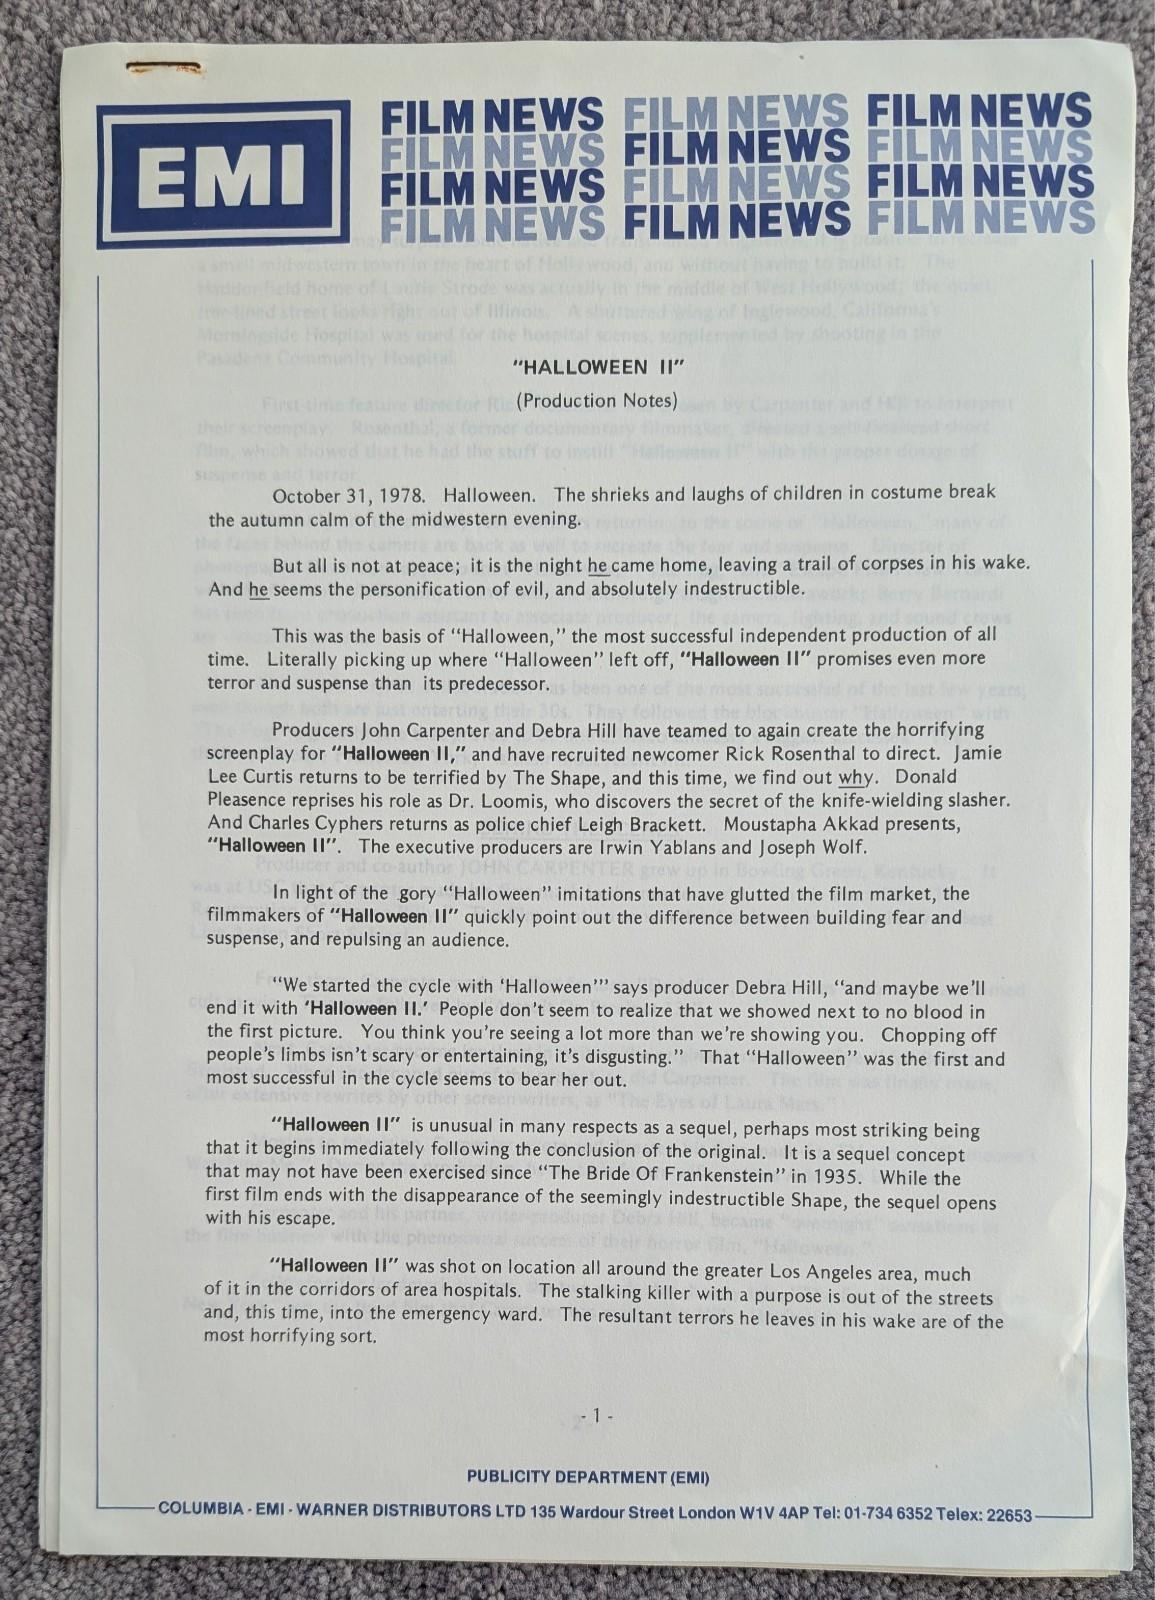 EMI
FILM NEWS FILM NEWS FILM NEWS
FILM NEWS FILM NEWS FILM NEWS
FILM NEWS FILM NEWS FILM NEWS
FILM NEWS FILM NEWS FILM NEWS
"HALLOWEEN II"
(Production Notes)
October 31, 1978. Halloween. The shrieks and laughs of children in costume break
the autumn calm of the midwestern evening.
But all is not at peace; it is the night he came home, leaving a trail of corpses in his wake.
And he seems the personification of evil, and absolutely indestructible.
This was the basis of "Halloween," the most successful independent production of all
time. Literally picking up where "Halloween" left off, "Halloween II" promises even more
terror and suspense than its predecessor.
Producers John Carpenter and Debra Hill have teamed to again create the horrifying
screenplay for "Halloween II," and have recruited newcomer Rick Rosenthal to direct. Jamie
Lee Curtis returns to be terrified by The Shape, and this time, we find out why. Donald
Pleasence reprises his role as Dr. Loomis, who discovers the secret of the knife-wielding slasher.
And Charles Cyphers returns as police chief Leigh Brackett. Moustapha Akkad presents,
"Halloween II". The executive producers are Irwin Yablans and Joseph Wolf.
In light of the gory "Halloween" imitations that have glutted the film market, the
filmmakers of "Halloween II" quickly point out the difference between building fear and
suspense, and repulsing an audience.
"We started the cycle with 'Halloween'" says producer Debra Hill, "and maybe we'll
end it with 'Halloween II.' People don't seem to realize that we showed next to no blood in
the first picture. You think you're seeing a lot more than we're showing you. Chopping off
people's limbs isn't scary or entertaining, it's disgusting." That "Halloween" was the first and
most successful in the cycle seems to bear her out.
"Halloween II" is unusual in many respects as a sequel, perhaps most striking being
that it begins immediately following the conclusion of the original. It is a sequel concept
that may not have been exercised since "The Bride Of Frankenstein" in 1935. While the
first film ends with the disappearance of the seemingly indestructible Shape, the sequel opens
with his escape.
"Halloween II" was shot on location all around the greater Los Angeles area, much
of it in the corridors of area hospitals. The stalking killer with a purpose is out of the streets
and, this time, into the emergency ward. The resultant terrors he leaves in his wake are of the
most horrifying sort.
- 1 -
PUBLICITY DEPARTMENT (EMI)
COLUMBIA - EMI - WARNER DISTRIBUTORS LTD 135 Wardour Street London W1V 4AP Tel: 01-734 6352 Telex: 22653